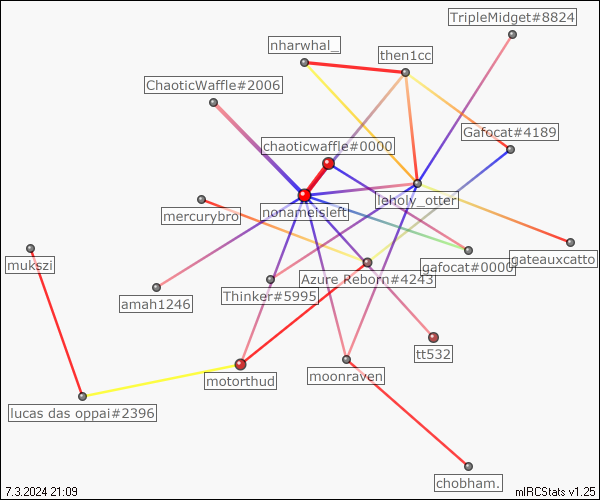 TripleMidget#8824
nharwhal_
then1cc
ChaoticWaffle#2006
Gafocat#4189
chaoticwaffle#0000
leholy_otter
nonameisleft
mercurybro
gateauxcatto
mukszi
gafocat#0000
Azure Reborn#4243
Thinker#5995
amah1246
tt532
motorthud
moonraven
lucas das oppai#2396
chobham.
7.3.2024 21:09
mIRCStats v1.25